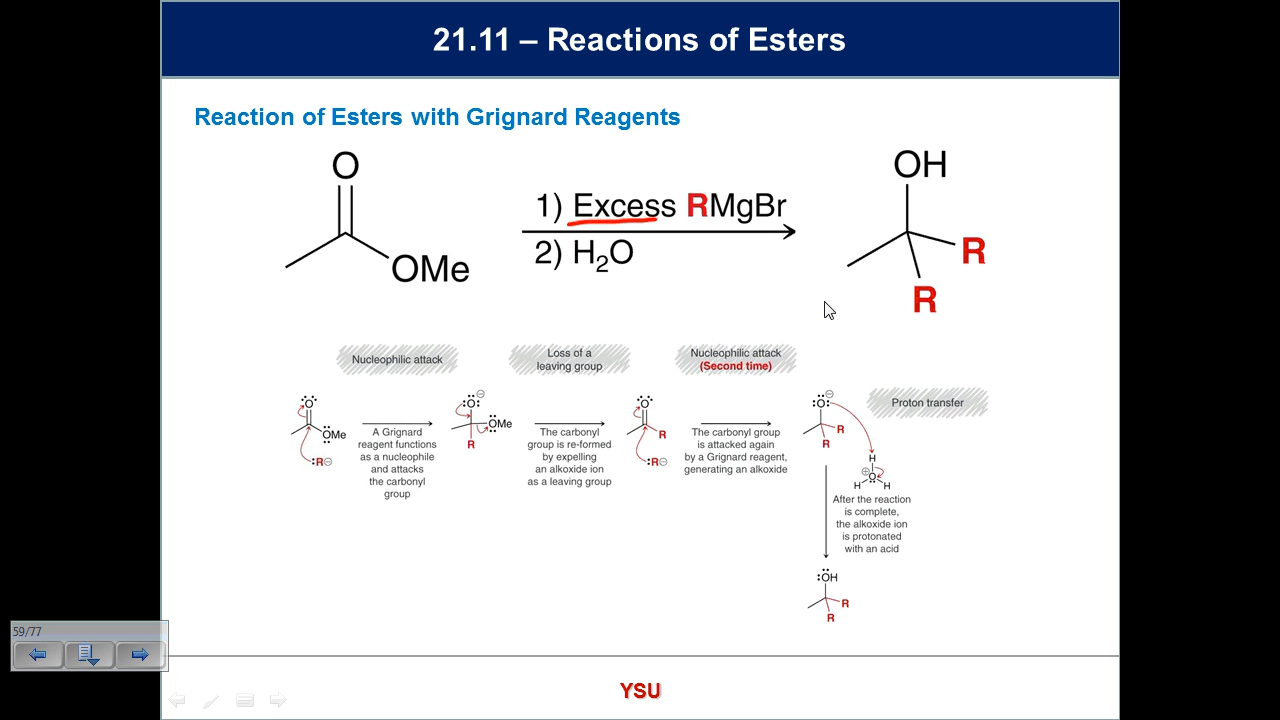 21.11 – Reactions of Esters
Reaction of Esters with Grignard Reagents
O
OMe
1) Excess RMgBr
2) H₂O
OH
R
R
Nucleophilic attack
Loss of a
leaving group
Nucleophilic attack
(Second time)
Proton transfer
:O:
:OMe
:R⊖
A Grignard
reagent functions
as a nucleophile
and attacks
the carbonyl
group
:O:⊖
:OMe
R
The carbonyl
group is re-formed
by expelling
an alkoxide ion
as a leaving group
:O:
R
:R⊖
The carbonyl group
is attacked again
by a Grignard reagent,
generating an alkoxide
:O:⊖
R
R
H
⊕ O
H H
After the reaction
is complete,
the alkoxide ion
is protonated
with an acid
:OH
R
R
59/77
YSU